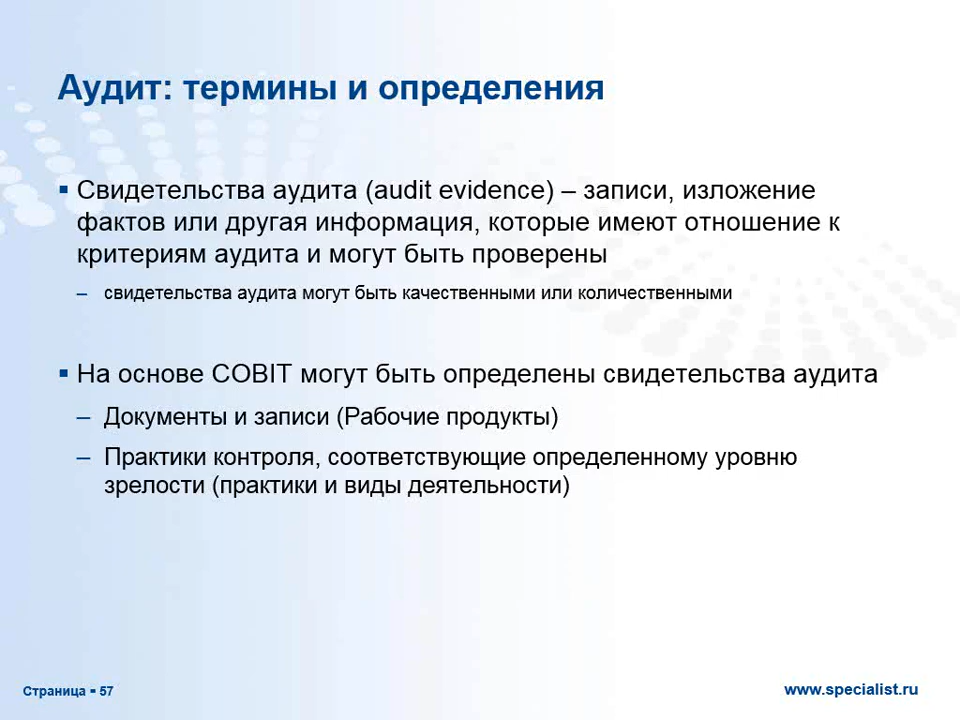 Аудит: термины и определения
▪ Свидетельства аудита (audit evidence) – записи, изложение
фактов или другая информация, которые имеют отношение к
критериям аудита и могут быть проверены
– свидетельства аудита могут быть качественными или количественными
▪ На основе COBIT могут быть определены свидетельства аудита
– Документы и записи (Рабочие продукты)
– Практики контроля, соответствующие определенному уровню
зрелости (практики и виды деятельности)
Страница ▪ 57
www.specialist.ru